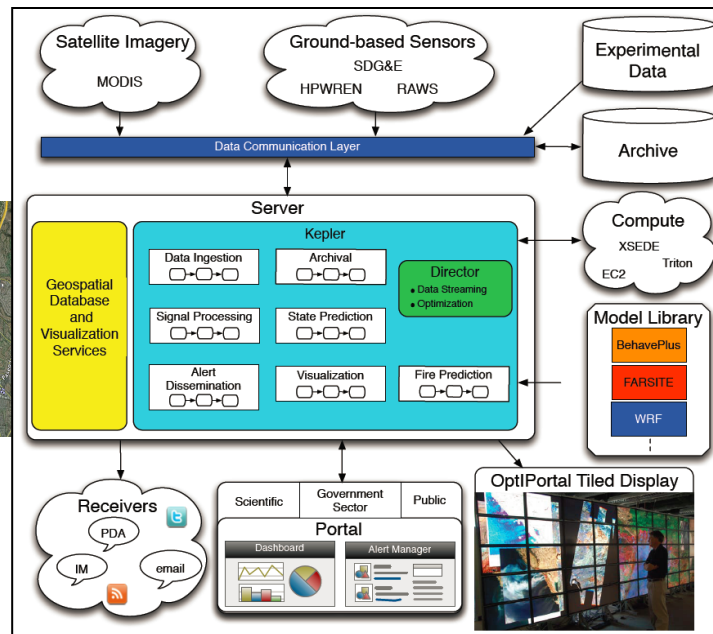 Satellite Imagery
MODIS
Ground-based Sensors
SDG&E
HPWREN
RAWS
Experimental
Data
Data Communication Layer
Archive
Server
Geospatial
Database
and
Visualization
Services
Kepler
Data Ingestion
Archival
Director
• Data Streaming
• Optimization
Signal Processing
State Prediction
Alert
Dissemination
Visualization
Fire Prediction
Compute
XSEDE
EC2
Triton
Model Library
BehavePlus
FARSITE
WRF
Receivers
PDA
IM
email
Scientific
Government
Sector
Public
Portal
Dashboard
Alert Manager
OptIPortal Tiled Display